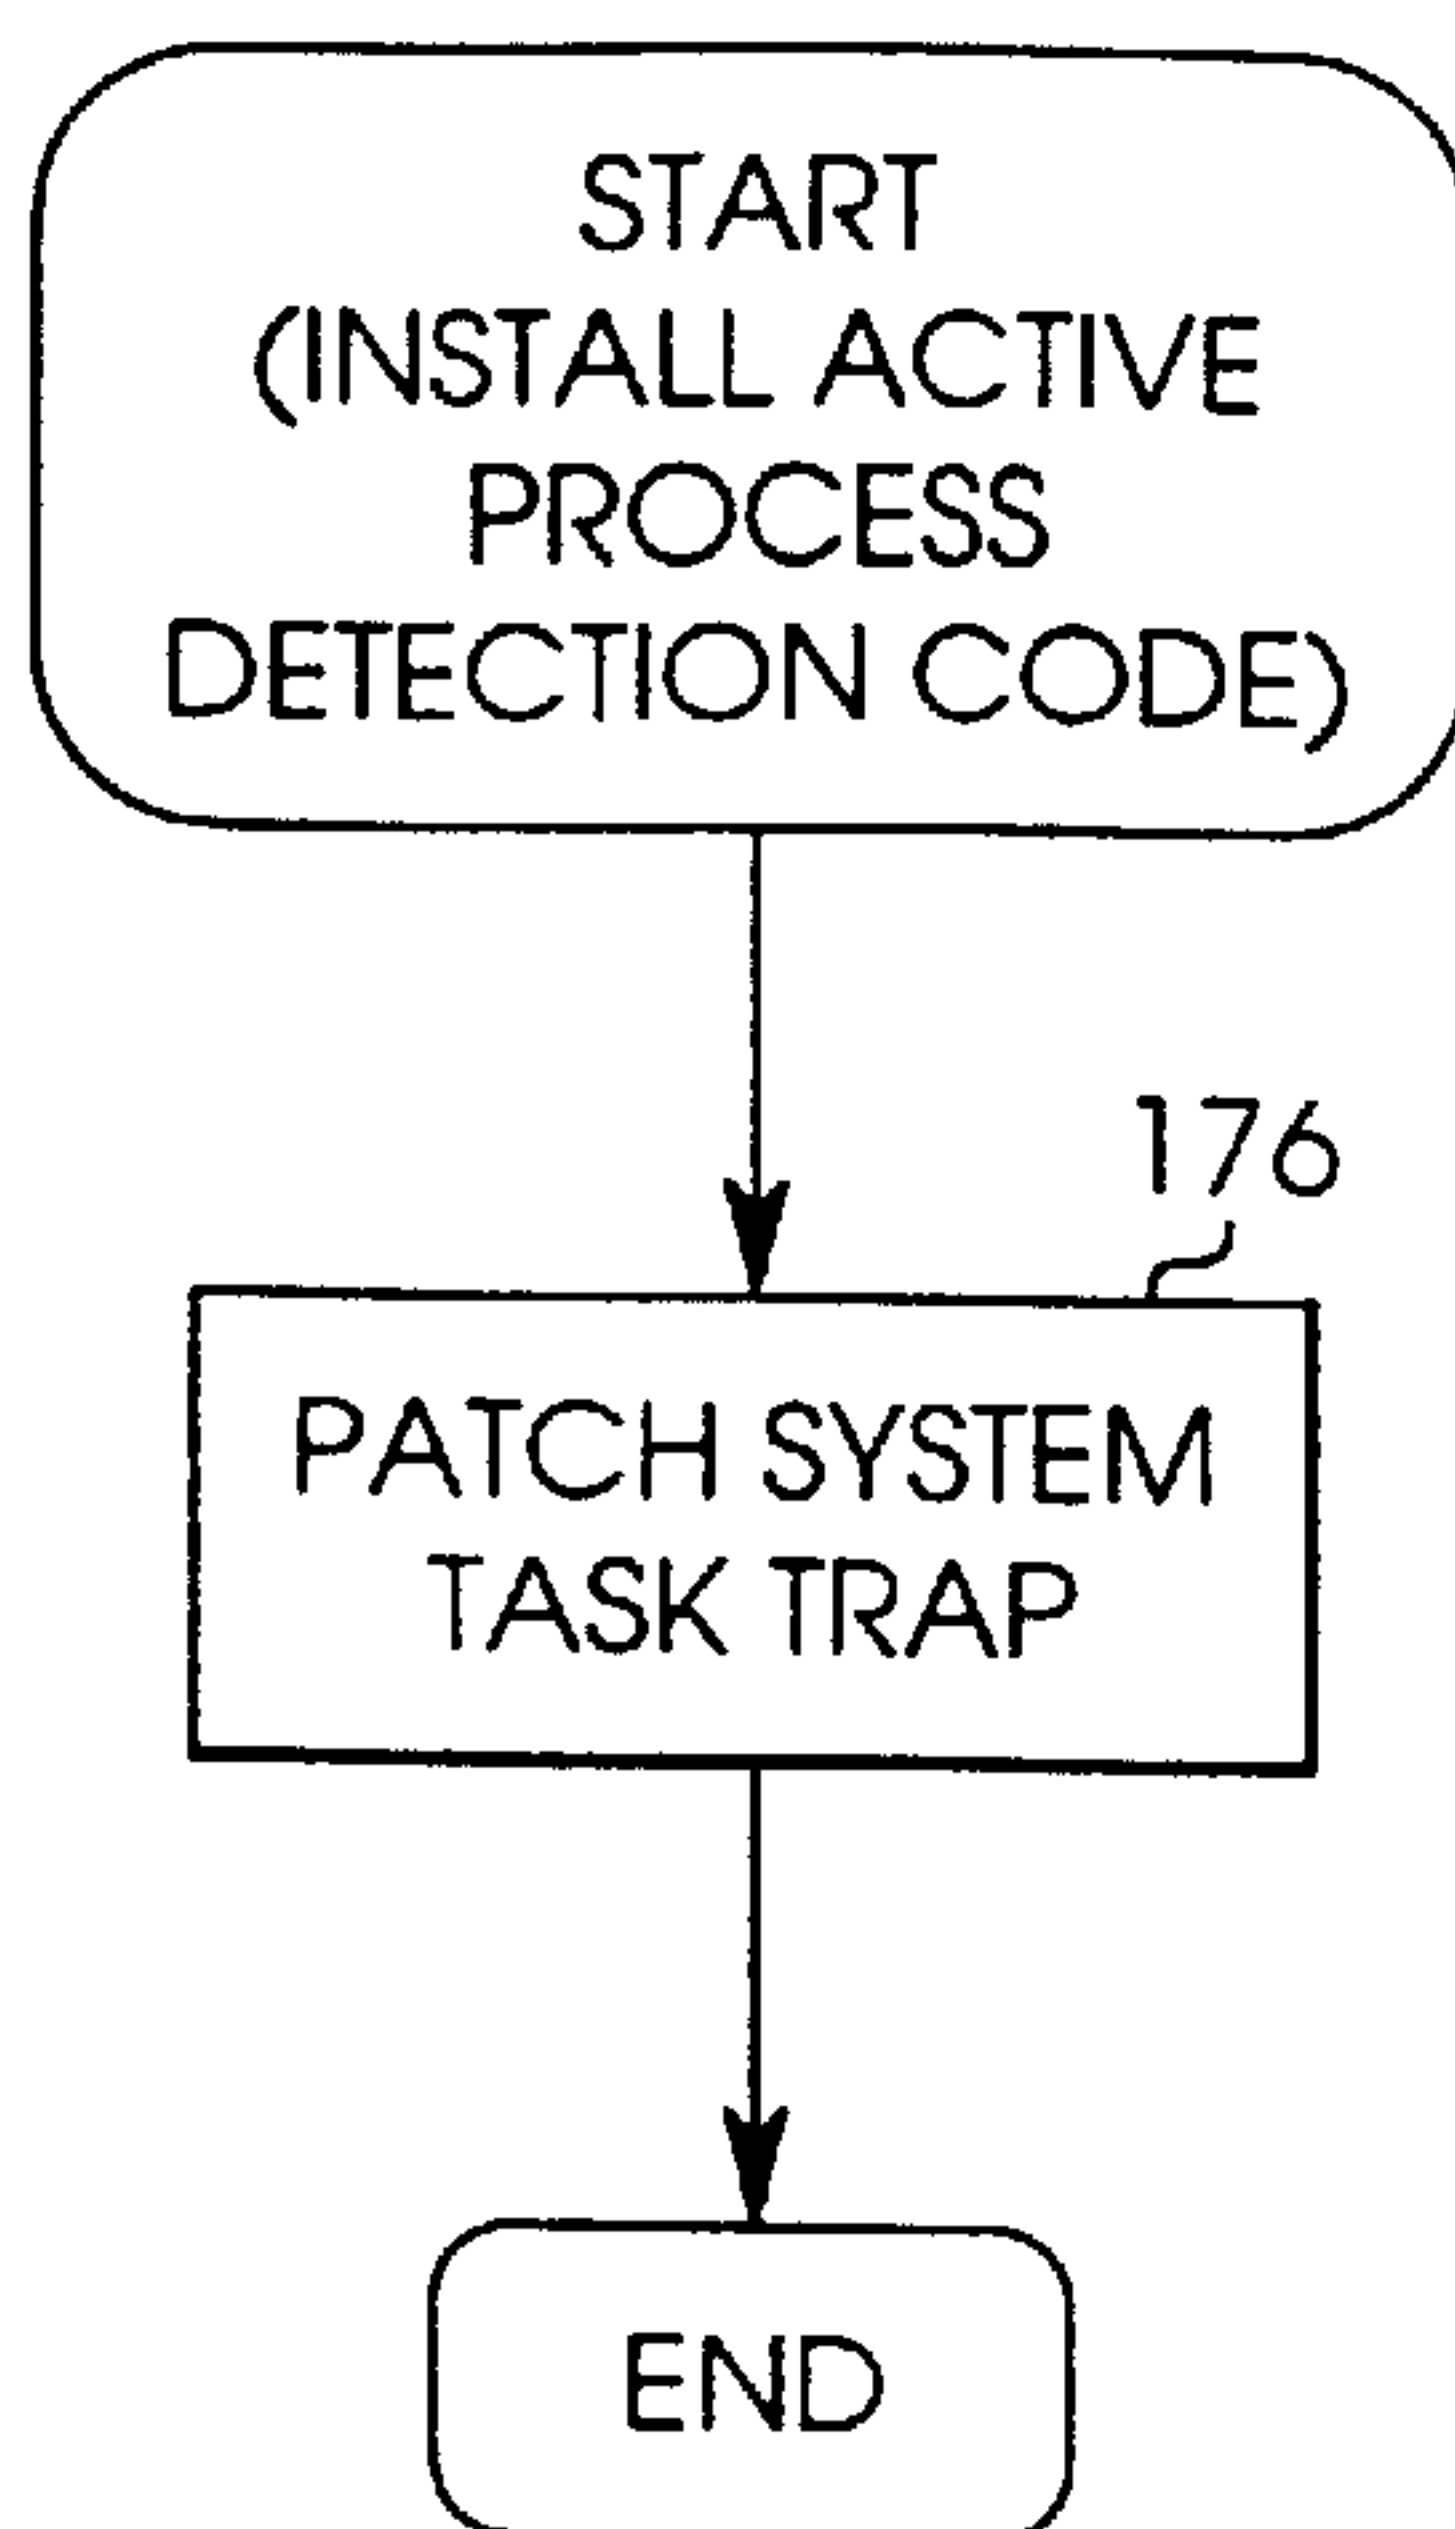 START
(INSTALL ACTIVE
PROCESS
DETECTION CODE)
176
PATCH SYSTEM
TASK TRAP
END